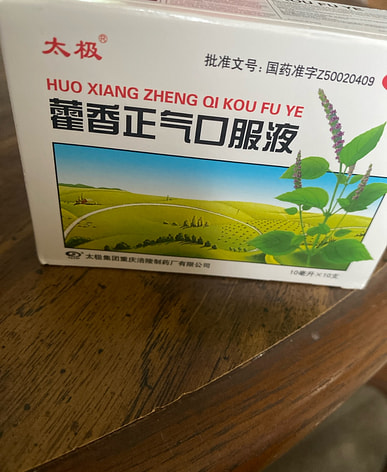 太极®
批准文号：国药准字Z50020409
HUO XIANG ZHENG QI KOU FU YE
藿香正气口服液
10毫升×10支
太极集团重庆涪陵制药厂有限公司